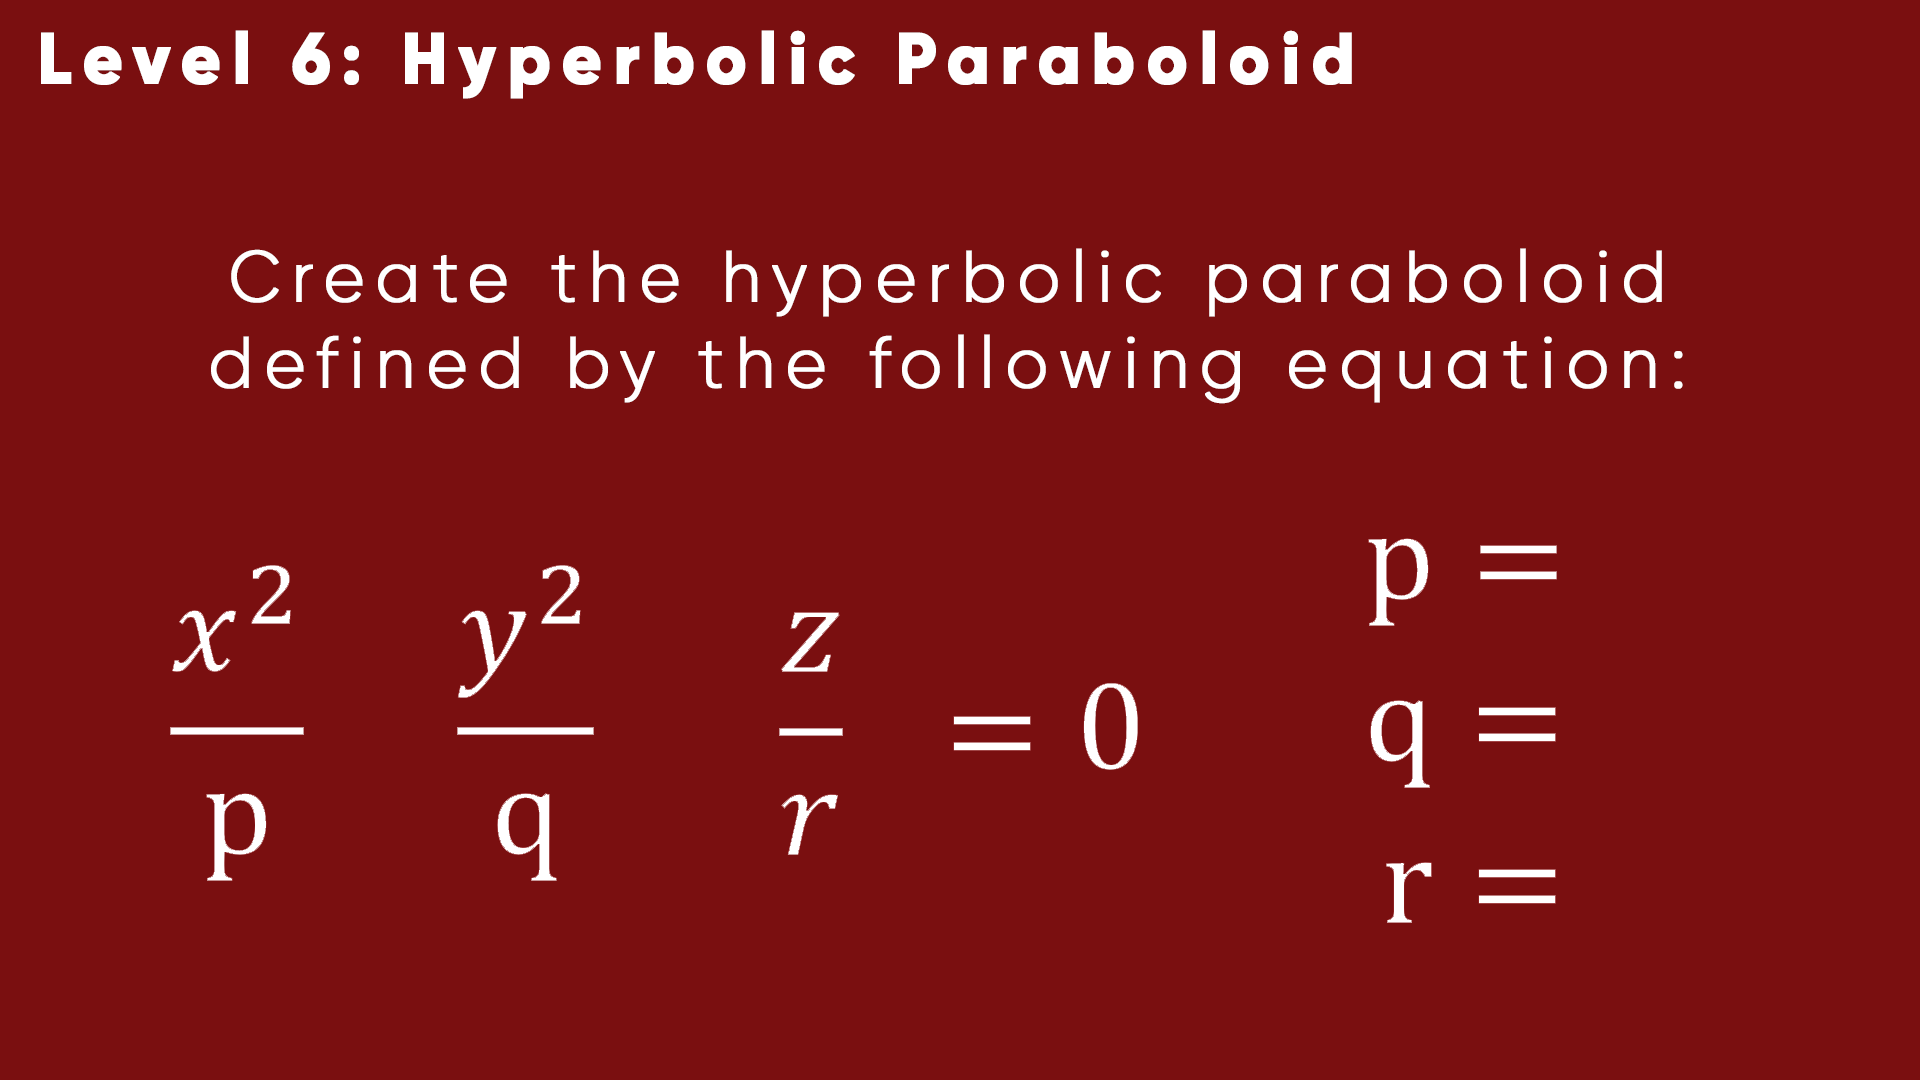 Level 6: Hyperbolic Paraboloid
Create the hyperbolic paraboloid
defined by the following equation:
x²/p y²/q z/r = 0
p =
q =
r =